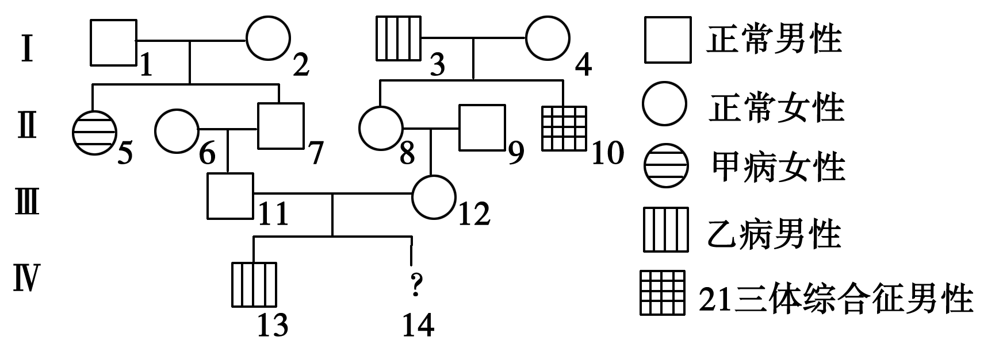 I 1 2 3 4
II 5 6 7 8 9 10
III 11 12
IV 13 ? 14
正常男性
正常女性
甲病女性
乙病男性
21三体综合征男性